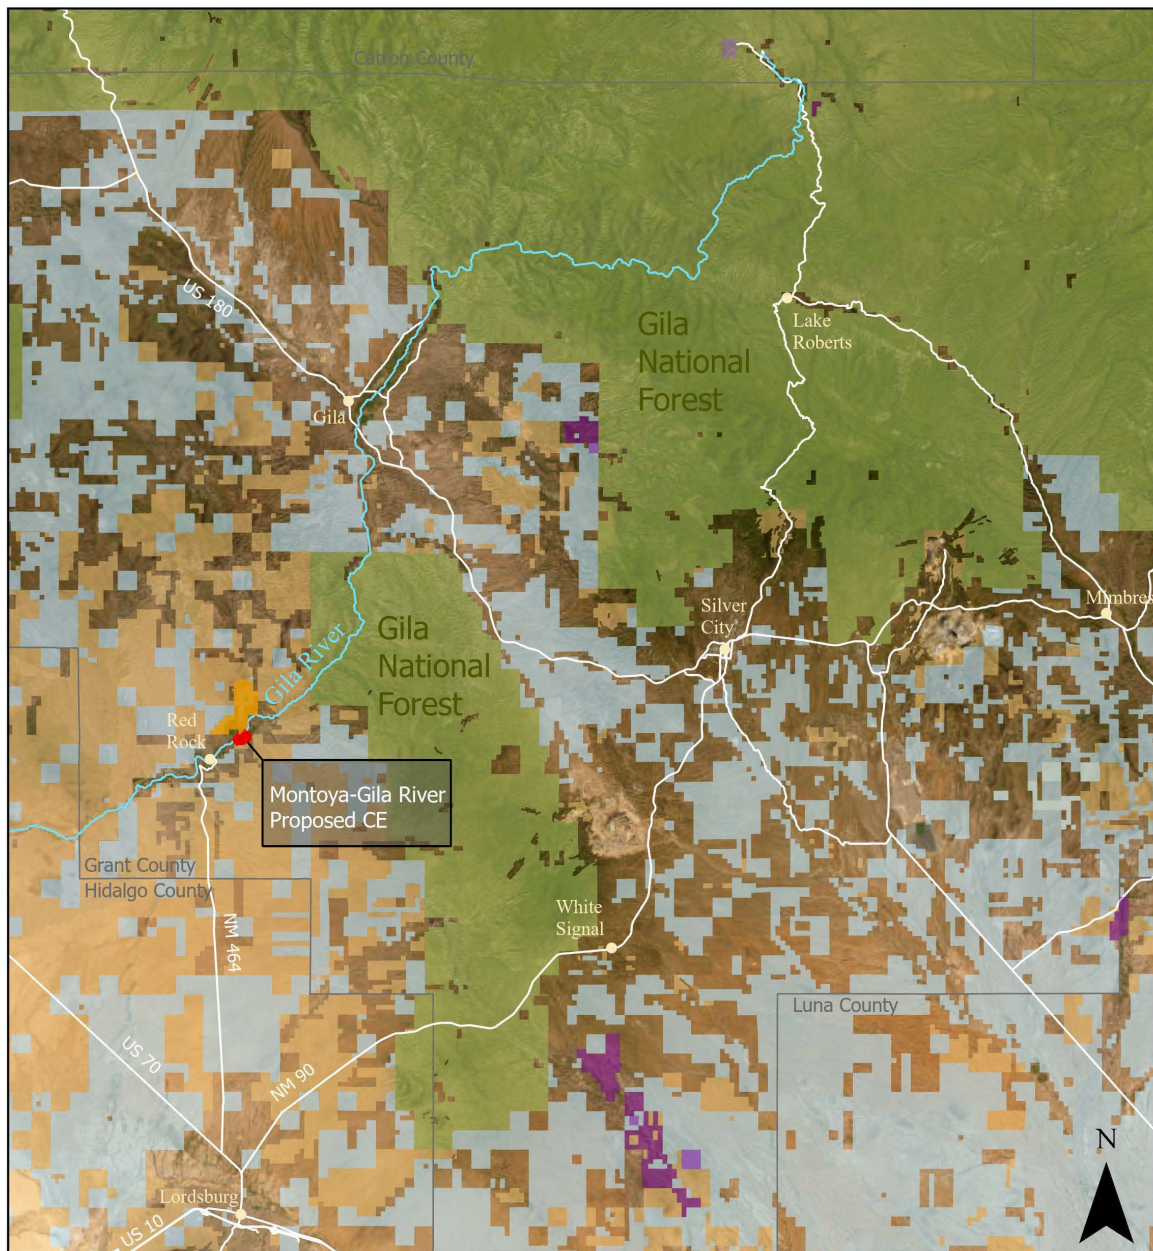 Catron County
US 180
Gila
National
Forest
Lake
Roberts
Gila
Silver
City
Mimbres
Gila
National
Forest
Gila River
Red
Rock
Montoya-Gila River
Proposed CE
Grant County
Hidalgo County
NM 464
White
Signal
Luna County
US 70
NM 90
N
Lordsburg
US 10